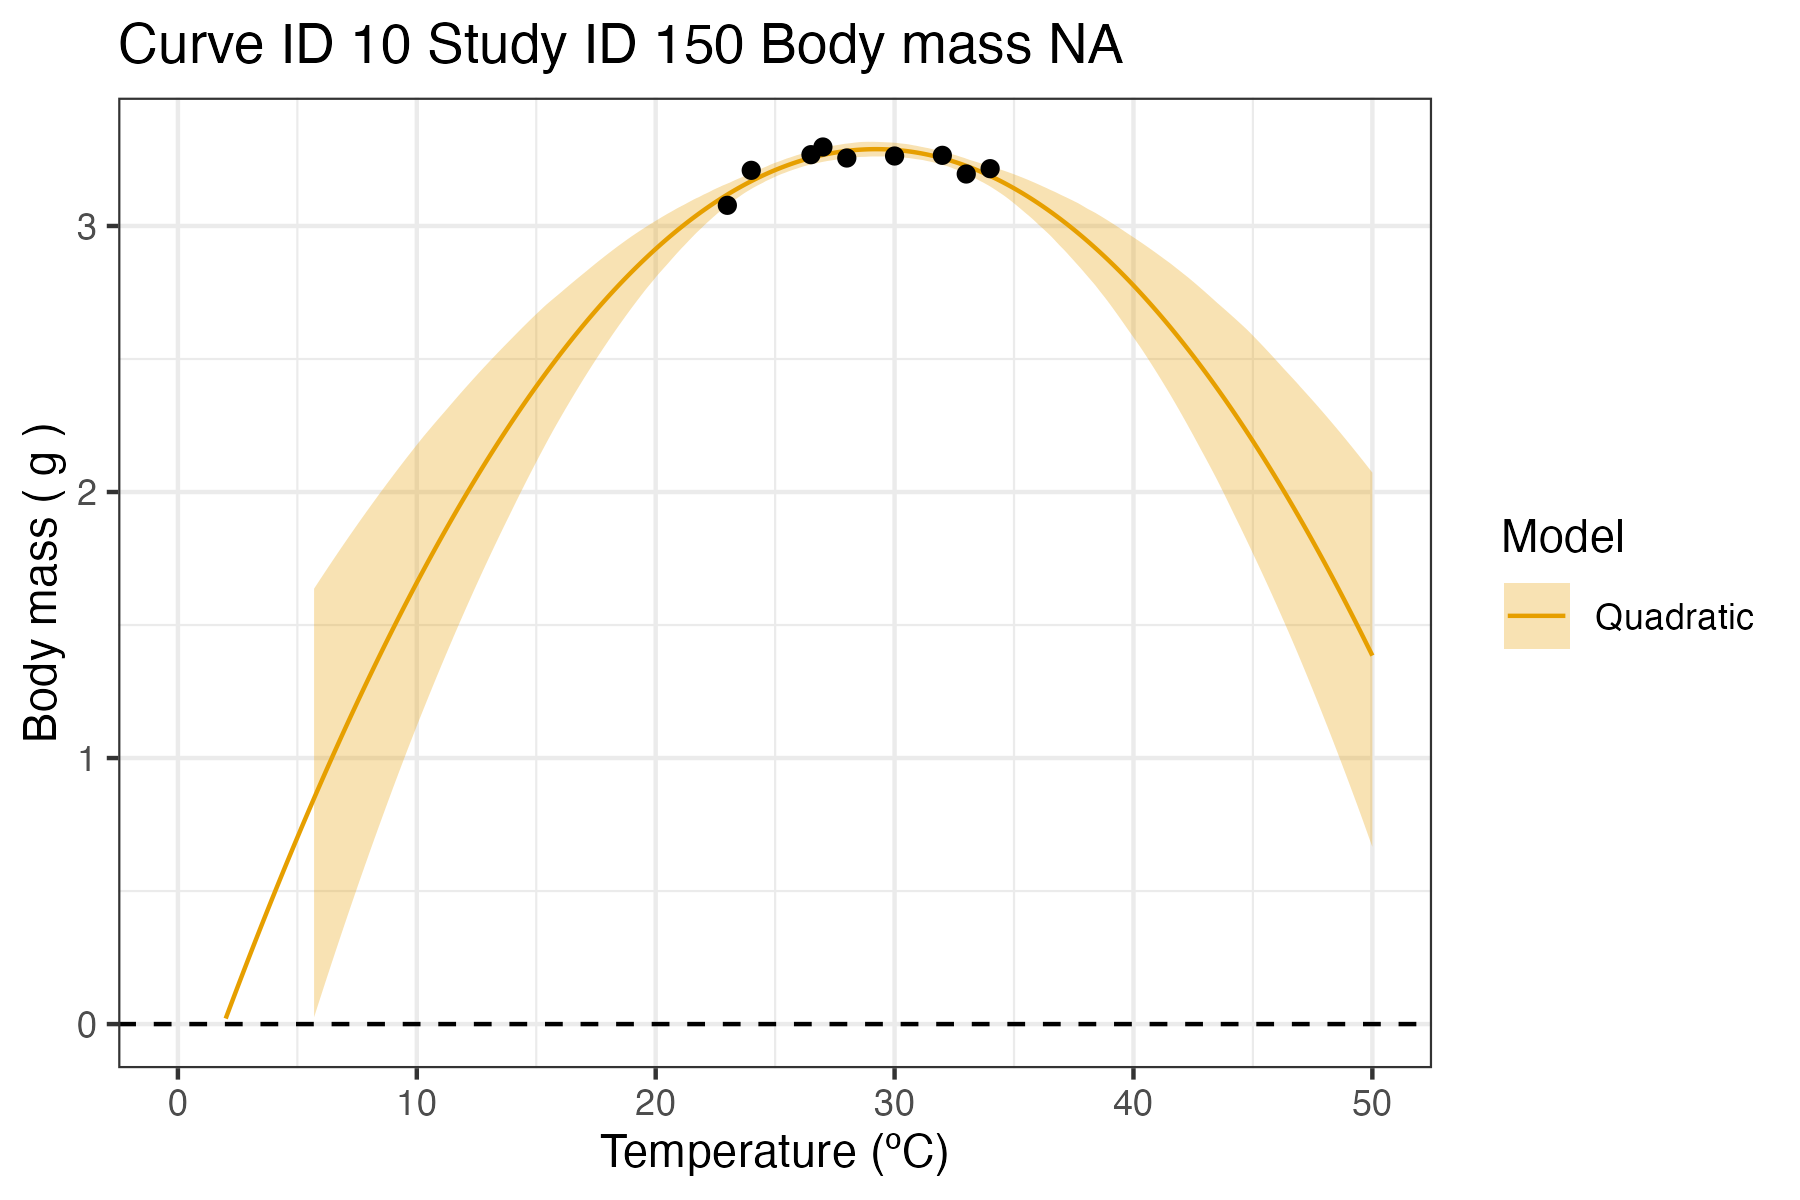 Curve ID 10 Study ID 150 Body mass NA
Body mass ( g )
3
2
1
0
0 10 20 30 40 50
Temperature (ºC)
Model
Quadratic